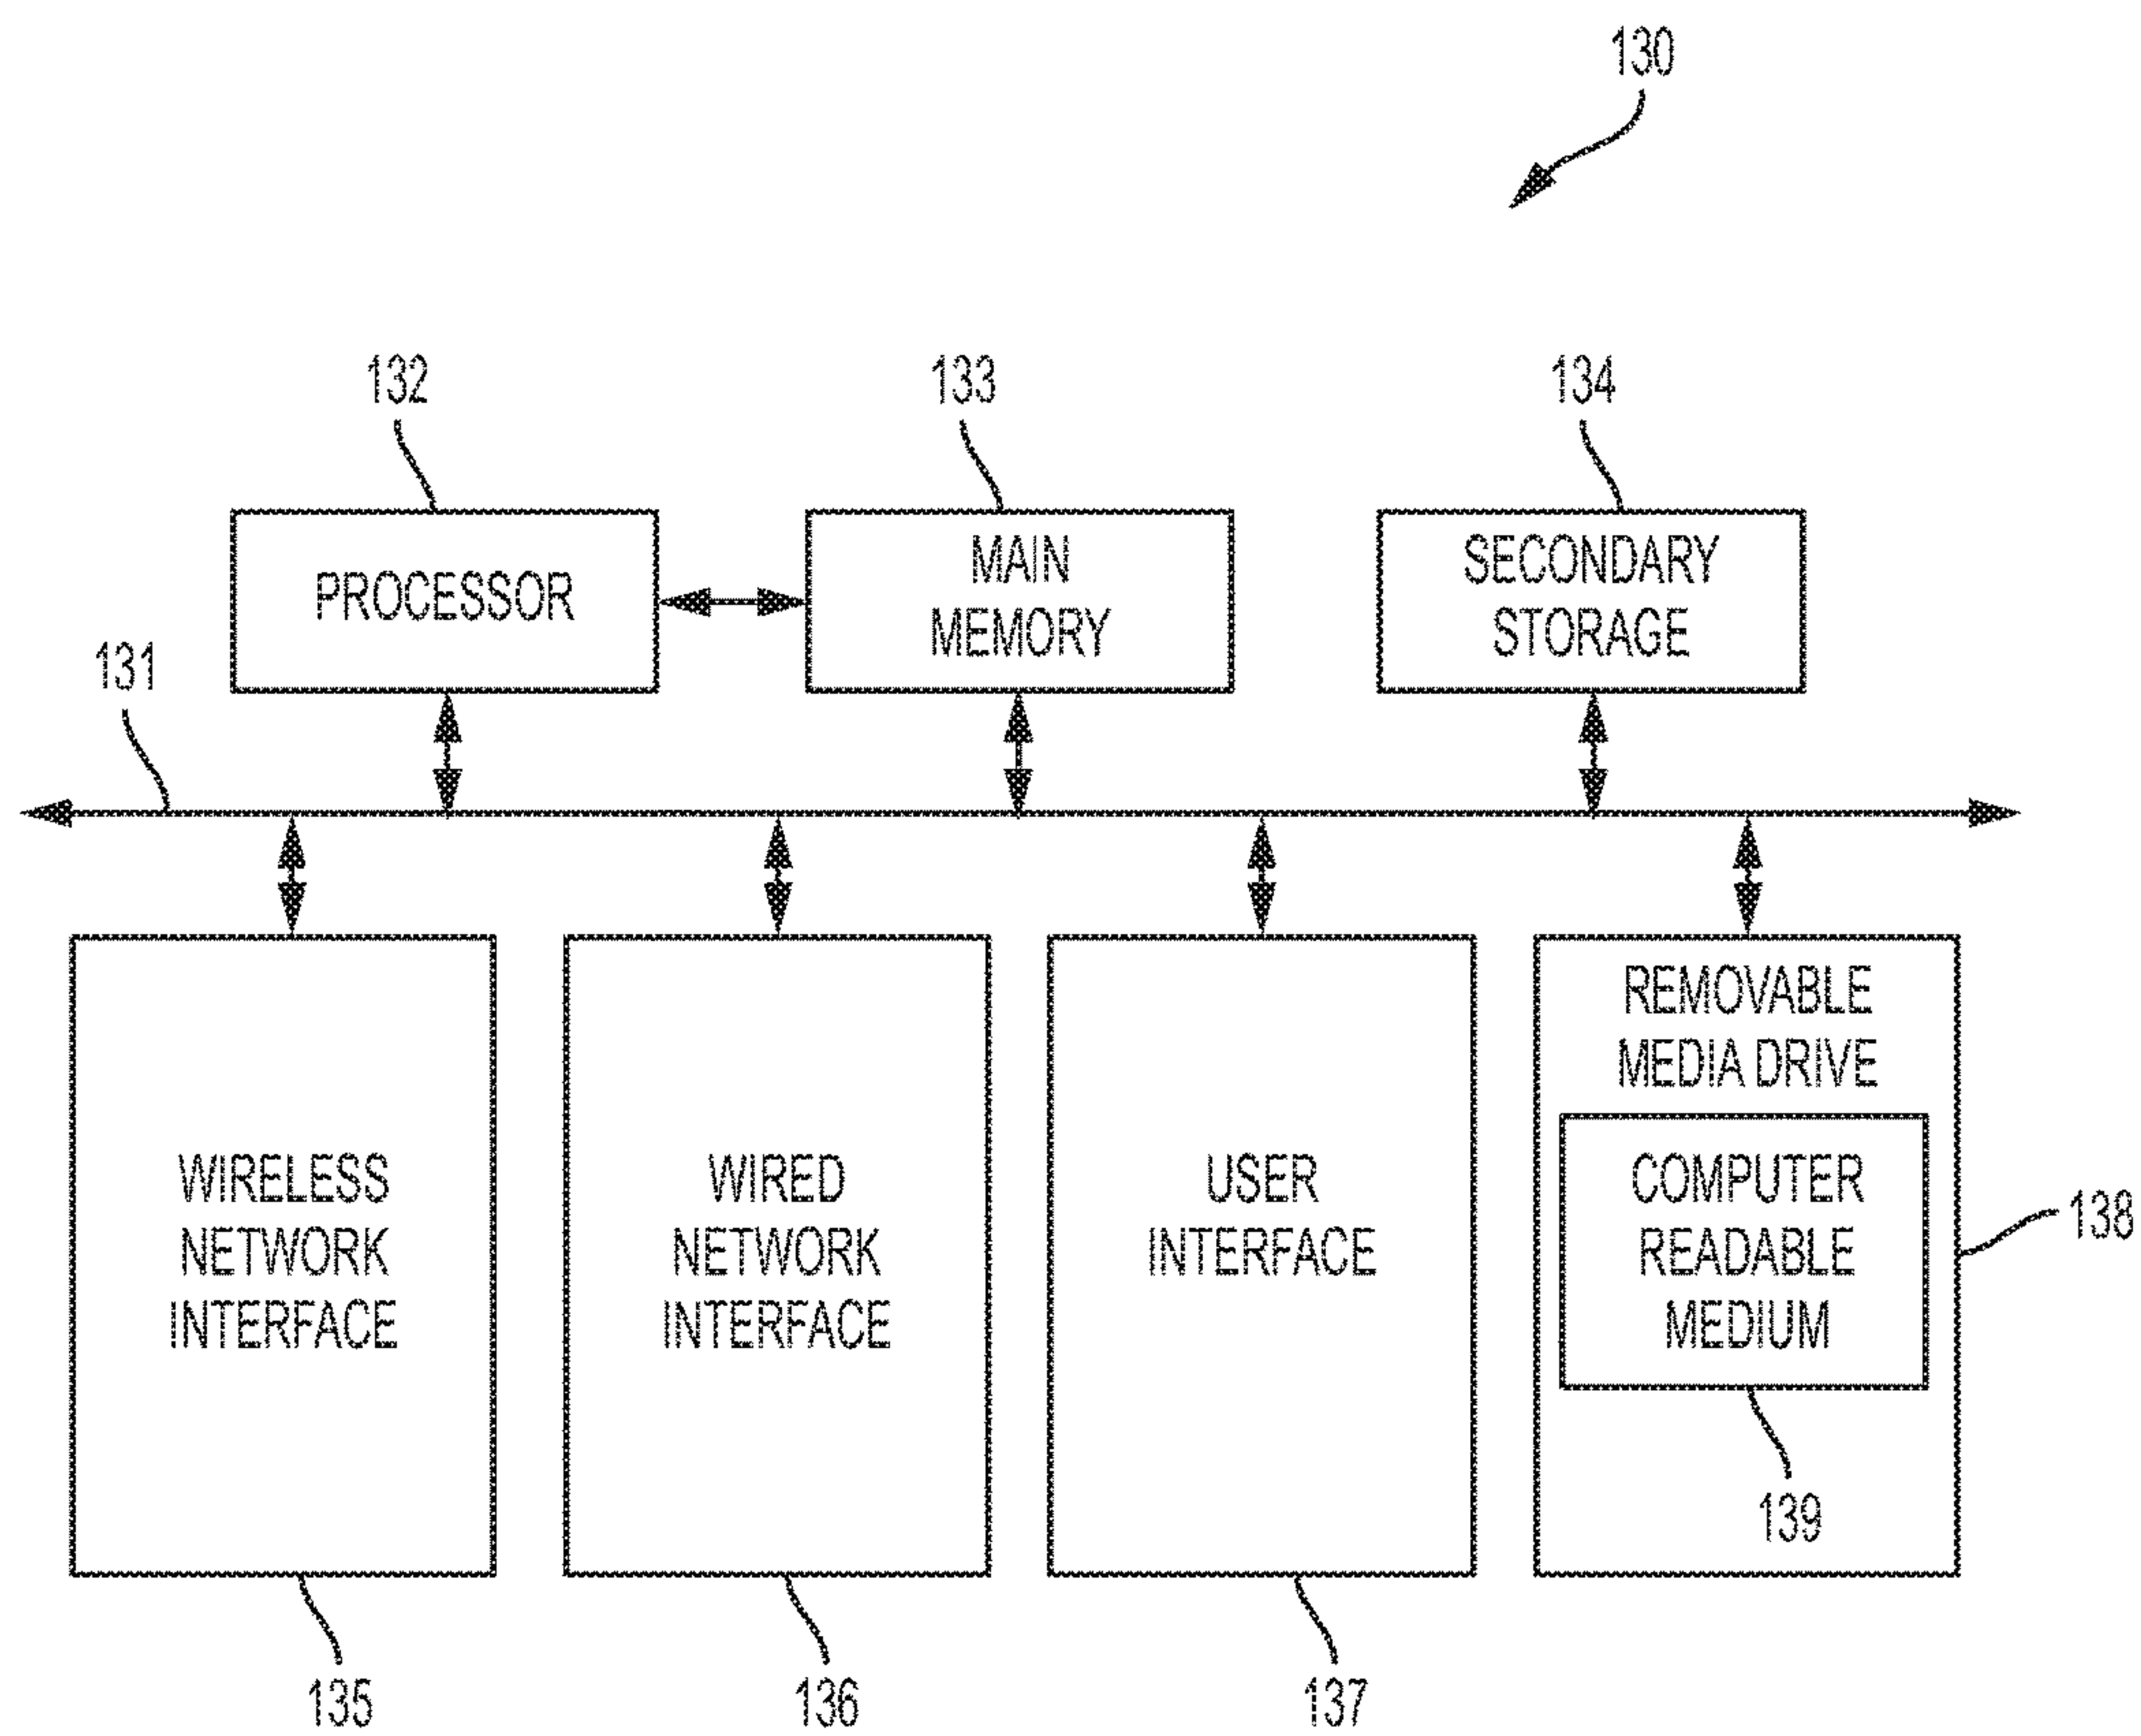 130
132
133
134
PROCESSOR
MAIN
MEMORY
SECONDARY
STORAGE
131
WIRELESS
NETWORK
INTERFACE
WIRED
NETWORK
INTERFACE
USER
INTERFACE
REMOVABLE
MEDIA DRIVE
COMPUTER
READABLE
MEDIUM
138
139
135
136
137